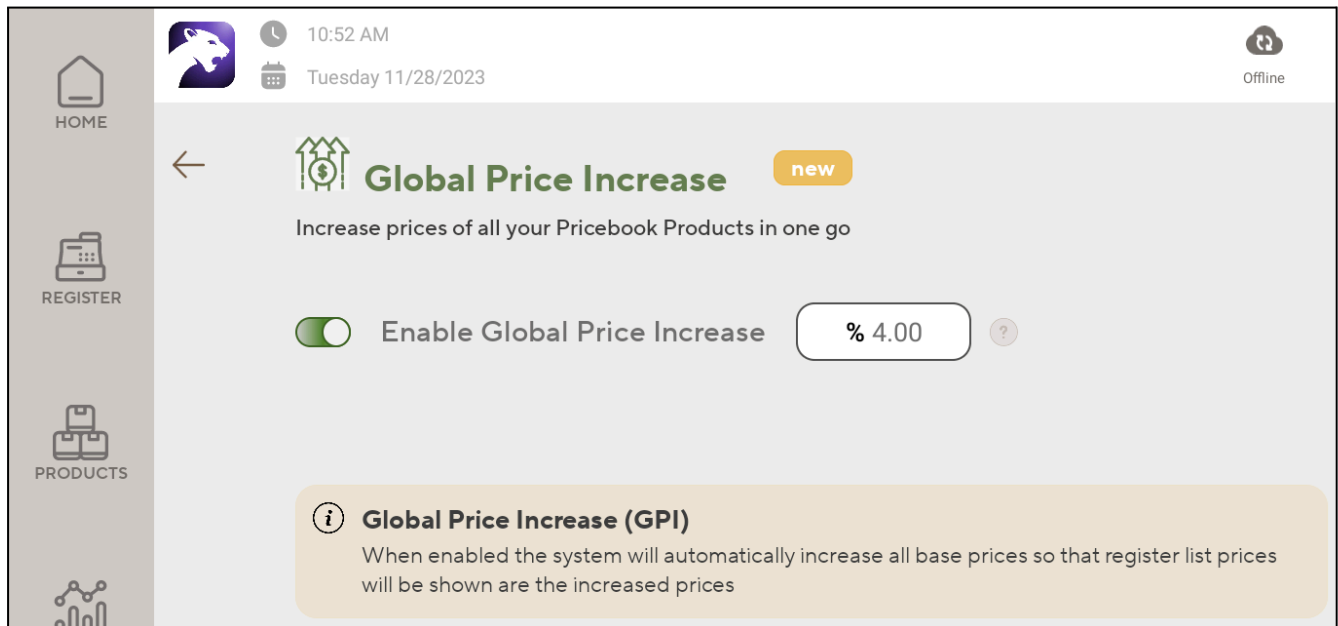 10:52 AM
Tuesday 11/28/2023
Offline
HOME
REGISTER
PRODUCTS
Global Price Increase
new
Increase prices of all your Pricebook Products in one go
Enable Global Price Increase
% 4.00
?
i
Global Price Increase (GPI)
When enabled the system will automatically increase all base prices so that register list prices
will be shown are the increased prices